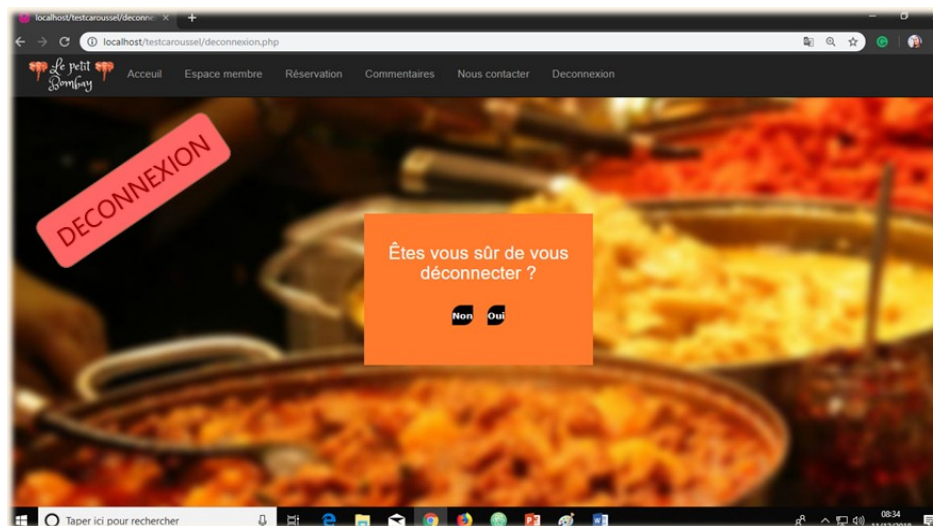 localhost/testcaroussel/deconne
localhost/testcaroussel/deconnexion.php
Le petit
Bombay
Acceuil Espace membre Réservation Commentaires Nous contacter Deconnexion
DECONNEXION
Êtes vous sûr de vous
déconnecter ?
Non Oui
Taper ici pour rechercher
08:34